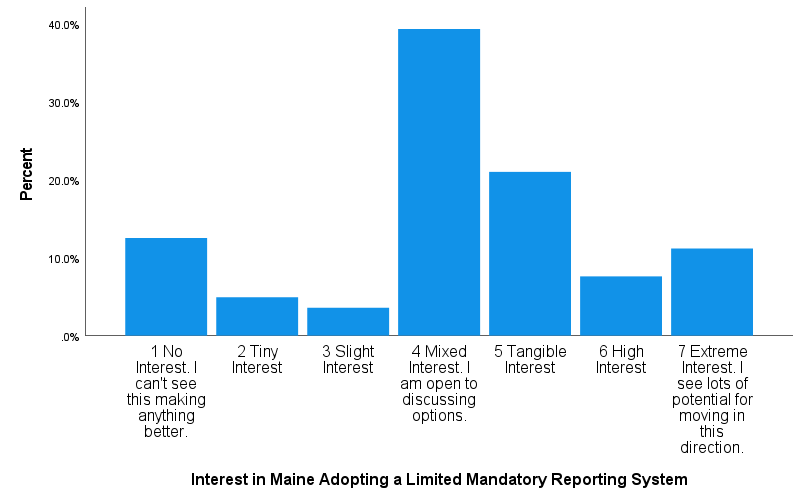 40.0%
30.0%
20.0%
10.0%
.0%
Percent
1 No
Interest. I
can't see
this making
anything
better.
2 Tiny
Interest
3 Slight
Interest
4 Mixed
Interest. I
am open to
discussing
options.
5 Tangible
Interest
6 High
Interest
7 Extreme
Interest. I
see lots of
potential for
moving in
this
direction.
Interest in Maine Adopting a Limited Mandatory Reporting System